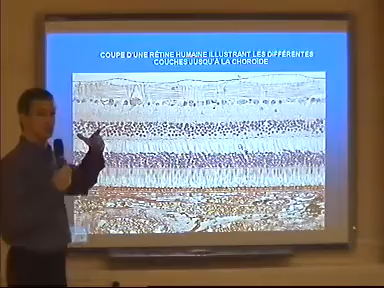 COUPE D'UNE RÉTINE HUMAINE ILLUSTRANT LES DIFFÉRENTES
COUCHES JUSQU'À LA CHOROÏDE